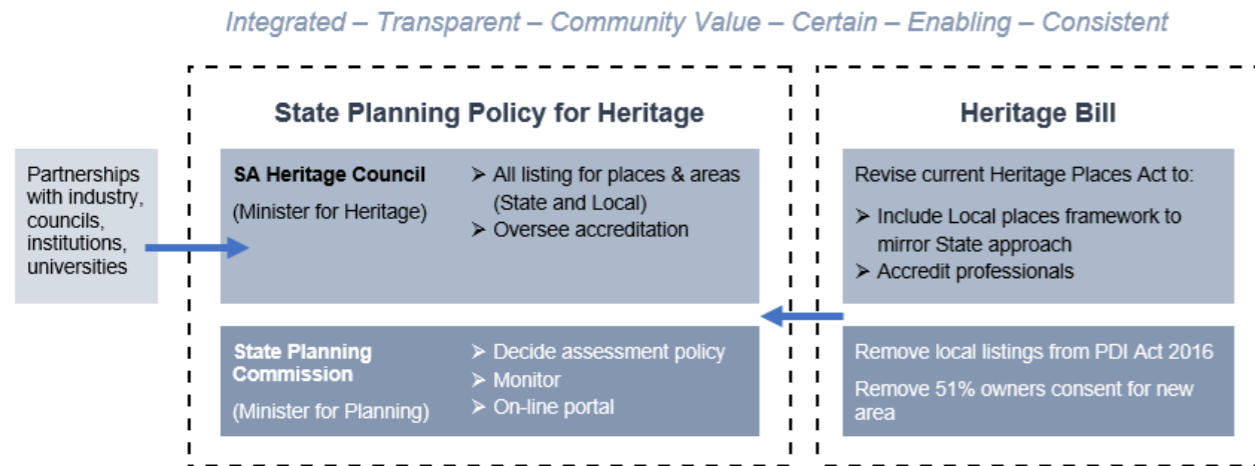 Integrated – Transparent – Community Value – Certain – Enabling – Consistent
State Planning Policy for Heritage
Heritage Bill
Partnerships
with industry,
councils,
institutions,
universities
SA Heritage Council
(Minister for Heritage)
➢ All listing for places & areas
(State and Local)
➢ Oversee accreditation
Revise current Heritage Places Act to:
➢ Include Local places framework to
mirror State approach
➢ Accredit professionals
State Planning
Commission
(Minister for Planning)
➢ Decide assessment policy
➢ Monitor
➢ On-line portal
Remove local listings from PDI Act 2016
Remove 51% owners consent for new
area